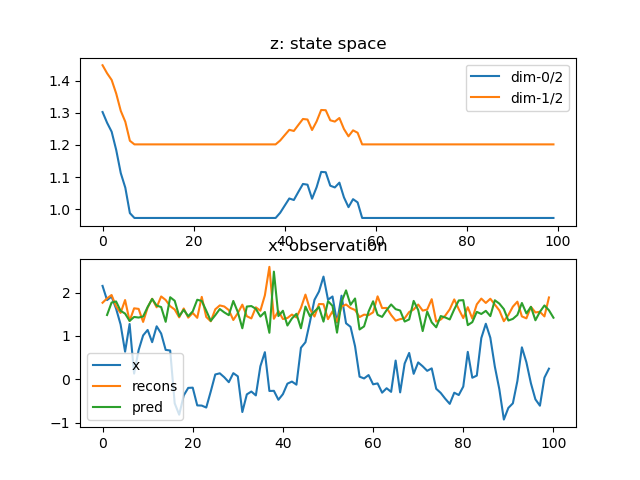 z: state space
1.4
1.3
1.2
1.1
1.0
dim-0/2
dim-1/2
0 20 40 60 80 100
x: observation
2
1
0
−1
x
recons
pred
0 20 40 60 80 100